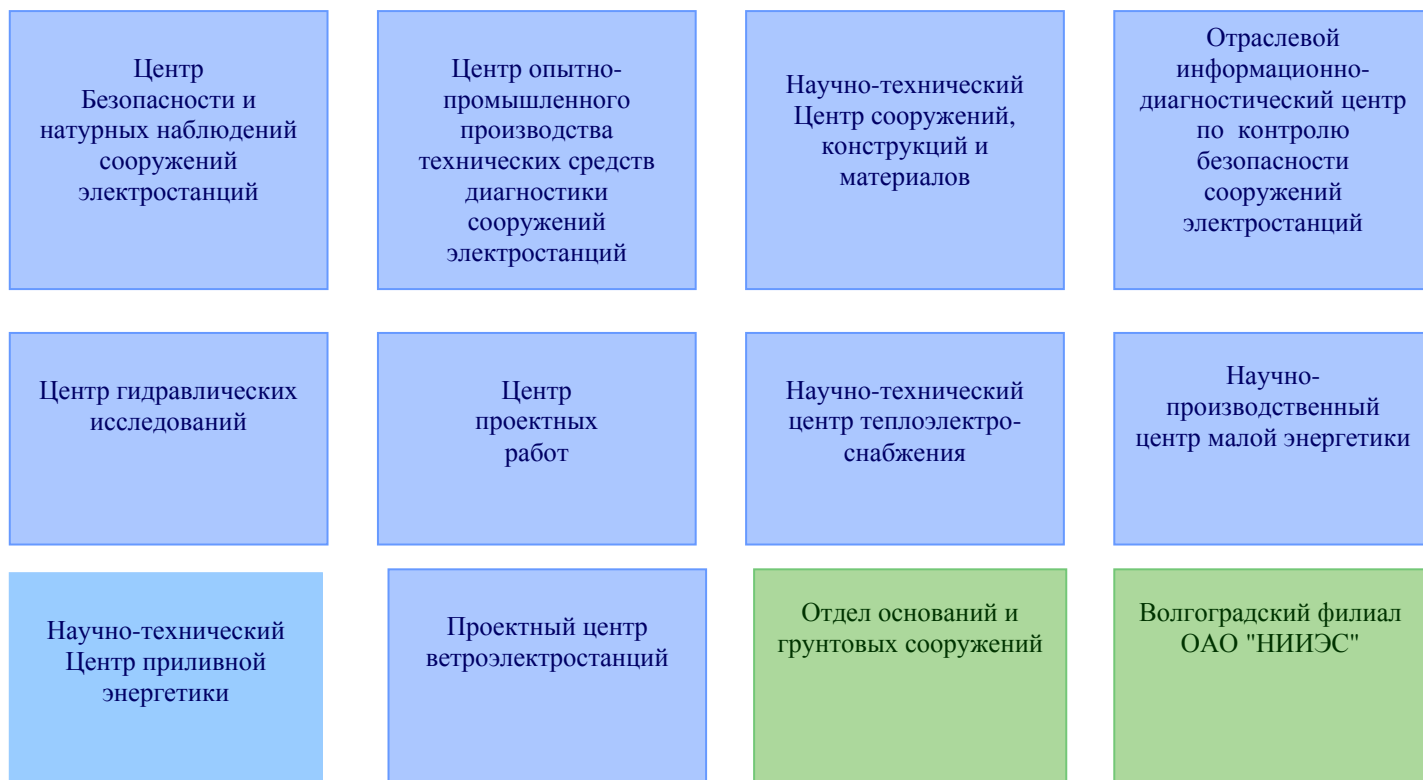 Центр
Безопасности и
натурных наблюдений
сооружений
электростанций
Центр опытно-
промышленного
производства
технических средств
диагностики
сооружений
электростанций
Научно-технический
Центр сооружений,
конструкций и
материалов
Отраслевой
информационно-
диагностический центр
по контролю
безопасности
сооружений
электростанций
Центр гидравлических
исследований
Центр
проектных
работ
Научно-технический
центр теплоэлектро-
снабжения
Научно-
производственный
центр малой энергетики
Научно-технический
Центр приливной
энергетики
Проектный центр
ветроэлектростанций
Отдел оснований и
грунтовых сооружений
Волгоградский филиал
ОАО "НИИЭС"